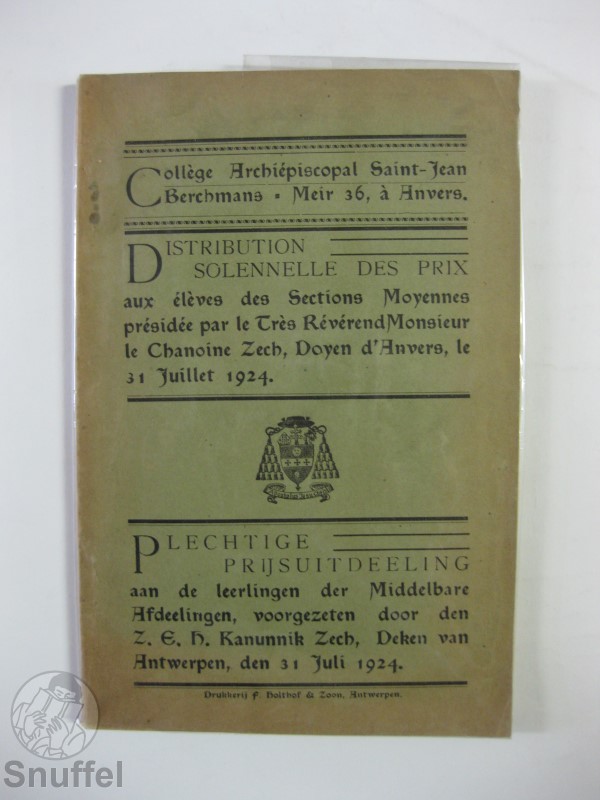 Collège Archiépiscopal Saint-Jean
Berchmans ▪ Meir 36, à Anvers.
DISTRIBUTION
SOLENNELLE DES PRIX
aux élèves des Sections Moyennes
présidée par le Très Révérend Monsieur
le Chanoine Zech, Doyen d'Anvers, le
31 Juillet 1924.
PLECHTIGE
PRIJSUITDEELING
aan de leerlingen der Middelbare
Afdeelingen, voorgezeten door den
Z. E. H. Kanunnik Zech, Deken van
Antwerpen, den 31 Juli 1924.
Drukkerij F. Holthof & Zoon, Antwerpen.
Snuffel